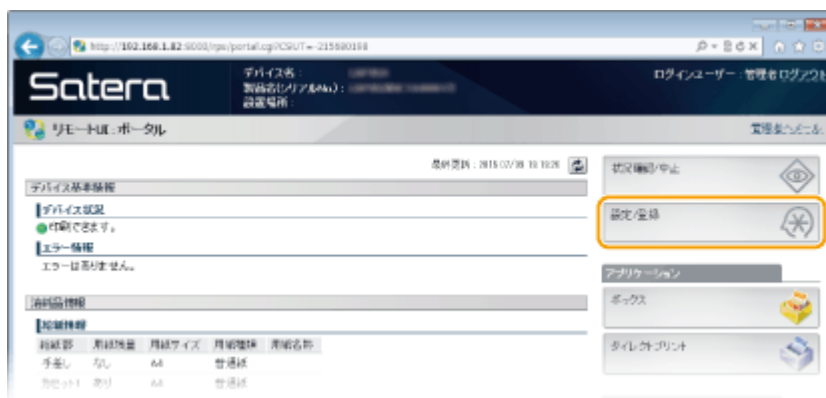 http://192.168.1.82:8000/rps/portal.cgi?CSUT=-215680198
Satera
デバイス名 :
製品名(シリアルNo.) :
設置場所 :
ログインユーザー : 管理者 ログアウト
リモートUI : ポータル
管理者へメール
最終更新 :
状況確認/中止
デバイス基本情報
設定/登録
デバイス状況
印刷できます。
エラー情報
エラーはありません。
アプリケーション
消耗品情報
ボックス
給紙情報
給紙部 用紙残量 用紙サイズ 用紙種類 用紙名称
ダイレクトプリント
手差し なし A4 普通紙
カセット1 あり A4 普通紙